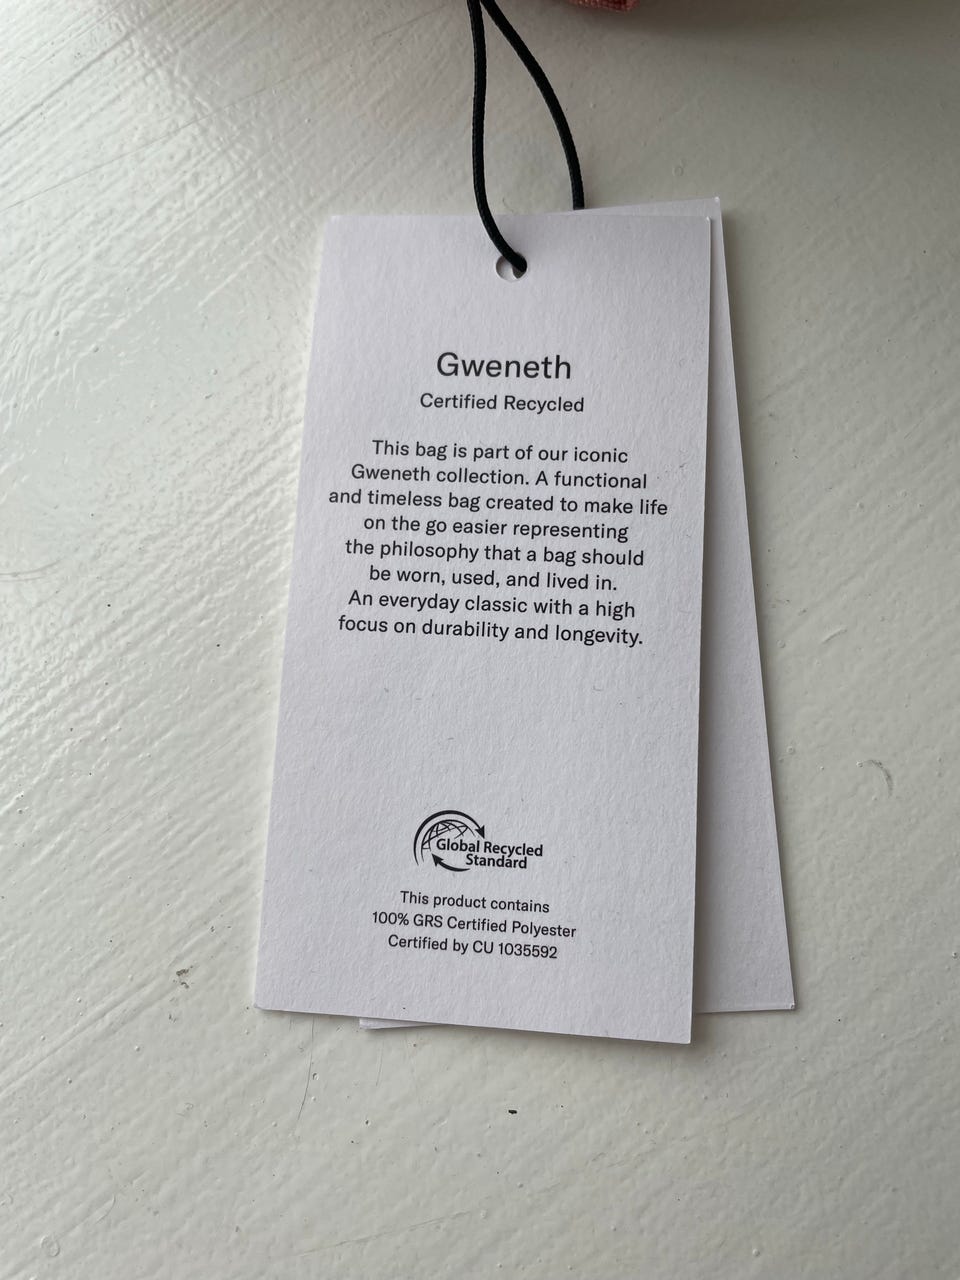 Gweneth
Certified Recycled
This bag is part of our iconic
Gweneth collection. A functional
and timeless bag created to make life
on the go easier representing
the philosophy that a bag should
be worn, used, and lived in.
An everyday classic with a high
focus on durability and longevity.
Global Recycled
Standard
This product contains
100% GRS Certified Polyester
Certified by CU 1035592